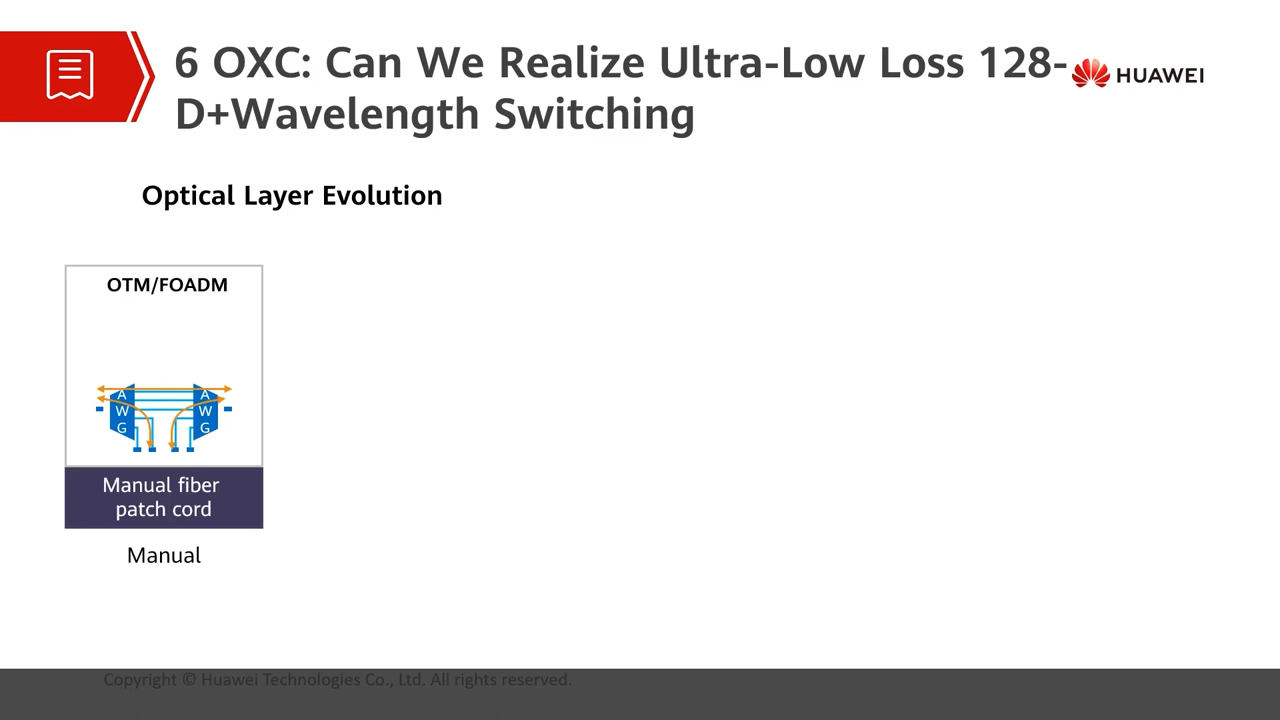 6 OXC: Can We Realize Ultra-Low Loss 128-
D+Wavelength Switching
HUAWEI
Optical Layer Evolution
OTM/FOADM
A
W
G
A
W
G
Manual fiber
patch cord
Manual
Copyright © Huawei Technologies Co., Ltd. All rights reserved.